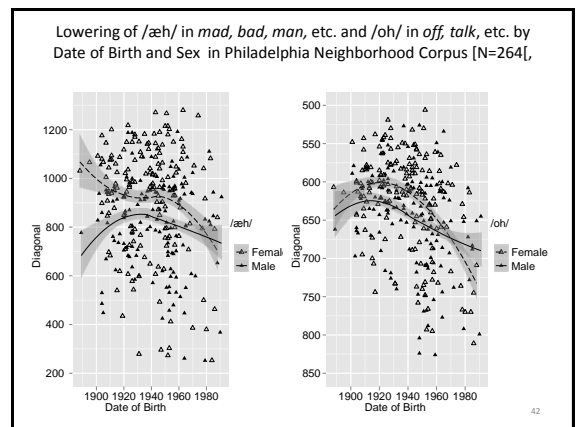 Lowering of /æh/ in mad, bad, man, etc. and /oh/ in off, talk, etc. by
Date of Birth and Sex in Philadelphia Neighborhood Corpus [N=264[,
1200
1000
800
600
400
200
Diagonal
1900 1920 1940 1960 1980
Date of Birth
/æh/
Femal
Male
500
550
600
650
700
750
800
850
Diagonal
1900 1920 1940 1960 1980
Date of Birth
/oh/
Female
Male
42